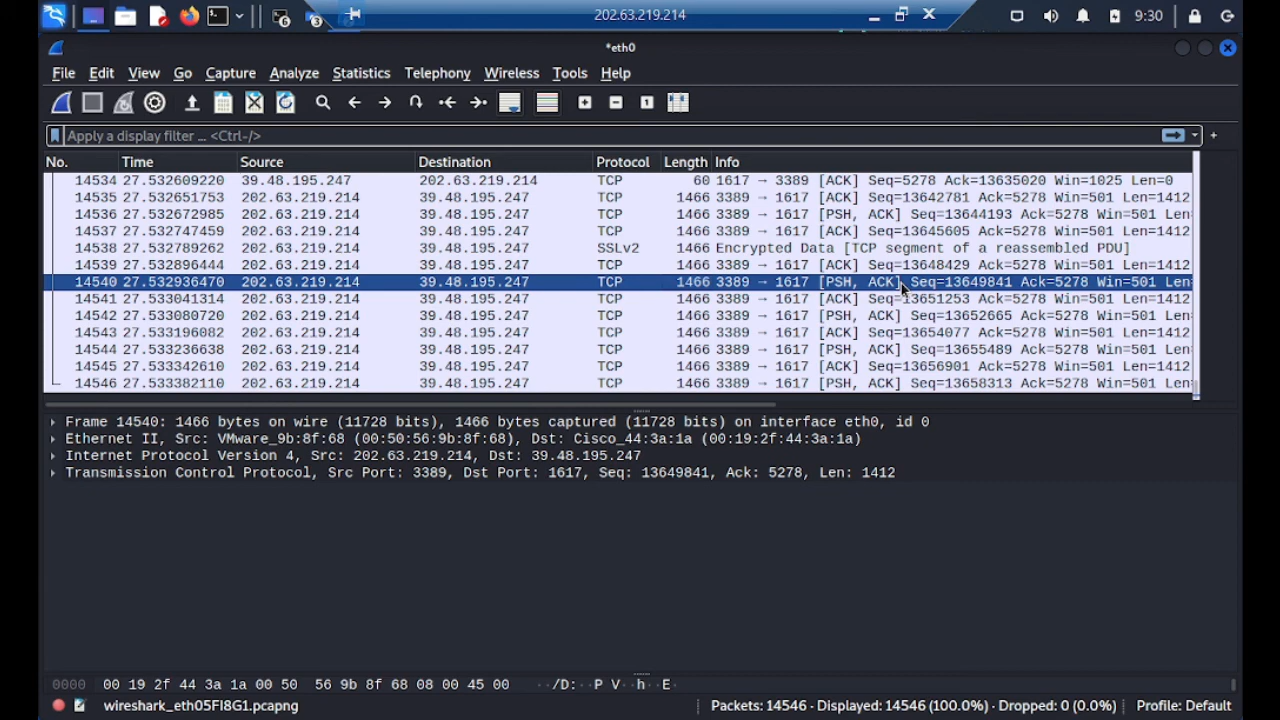 6 3 202.63.219.214 9:30
*eth0
File Edit View Go Capture Analyze Statistics Telephony Wireless Tools Help
Apply a display filter … <Ctrl-/>
No. Time Source Destination Protocol Length Info
14534 27.532609220 39.48.195.247 202.63.219.214 TCP 60 1617 → 3389 [ACK] Seq=5278 Ack=13635020 Win=1025 Len=0
14535 27.532651753 202.63.219.214 39.48.195.247 TCP 1466 3389 → 1617 [ACK] Seq=13642781 Ack=5278 Win=501 Len=1412
14536 27.532672985 202.63.219.214 39.48.195.247 TCP 1466 3389 → 1617 [PSH, ACK] Seq=13644193 Ack=5278 Win=501 Len
14537 27.532747459 202.63.219.214 39.48.195.247 TCP 1466 3389 → 1617 [ACK] Seq=13645605 Ack=5278 Win=501 Len=1412
14538 27.532789262 202.63.219.214 39.48.195.247 SSLv2 1466 Encrypted Data [TCP segment of a reassembled PDU]
14539 27.532896444 202.63.219.214 39.48.195.247 TCP 1466 3389 → 1617 [ACK] Seq=13648429 Ack=5278 Win=501 Len=1412
14540 27.532936470 202.63.219.214 39.48.195.247 TCP 1466 3389 → 1617 [PSH, ACK] Seq=13649841 Ack=5278 Win=501 Len
14541 27.533041314 202.63.219.214 39.48.195.247 TCP 1466 3389 → 1617 [ACK] Seq=13651253 Ack=5278 Win=501 Len=1412
14542 27.533080720 202.63.219.214 39.48.195.247 TCP 1466 3389 → 1617 [PSH, ACK] Seq=13652665 Ack=5278 Win=501 Len
14543 27.533196082 202.63.219.214 39.48.195.247 TCP 1466 3389 → 1617 [ACK] Seq=13654077 Ack=5278 Win=501 Len=1412
14544 27.533236638 202.63.219.214 39.48.195.247 TCP 1466 3389 → 1617 [PSH, ACK] Seq=13655489 Ack=5278 Win=501 Len
14545 27.533342610 202.63.219.214 39.48.195.247 TCP 1466 3389 → 1617 [ACK] Seq=13656901 Ack=5278 Win=501 Len=1412
14546 27.533382110 202.63.219.214 39.48.195.247 TCP 1466 3389 → 1617 [PSH, ACK] Seq=13658313 Ack=5278 Win=501 Len
Frame 14540: 1466 bytes on wire (11728 bits), 1466 bytes captured (11728 bits) on interface eth0, id 0
Ethernet II, Src: VMware_9b:8f:68 (00:50:56:9b:8f:68), Dst: Cisco_44:3a:1a (00:19:2f:44:3a:1a)
Internet Protocol Version 4, Src: 202.63.219.214, Dst: 39.48.195.247
Transmission Control Protocol, Src Port: 3389, Dst Port: 1617, Seq: 13649841, Ack: 5278, Len: 1412
0000 00 19 2f 44 3a 1a 00 50 56 9b 8f 68 08 00 45 00 ··/D:··P V··h··E·
wireshark_eth05FI8G1.pcapng Packets: 14546 · Displayed: 14546 (100.0%) · Dropped: 0 (0.0%) Profile: Default